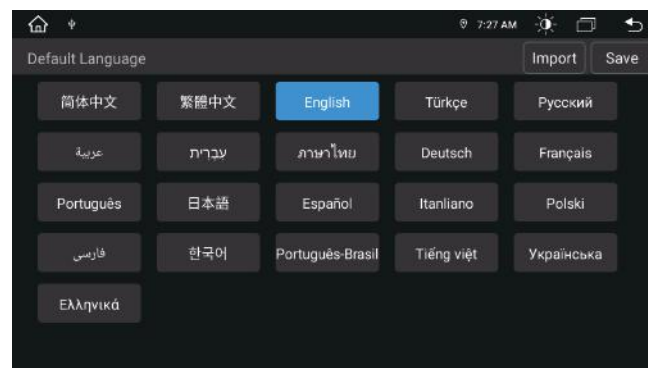 7:27 AM
Default Language Import Save
简体中文 繁體中文 English Türkçe Русский
عربية עברית ภาษาไทย Deutsch Français
Português 日本語 Español Itanliano Polski
فارسی 한국어 Português-Brasil Tiếng việt Українська
Ελληνικά